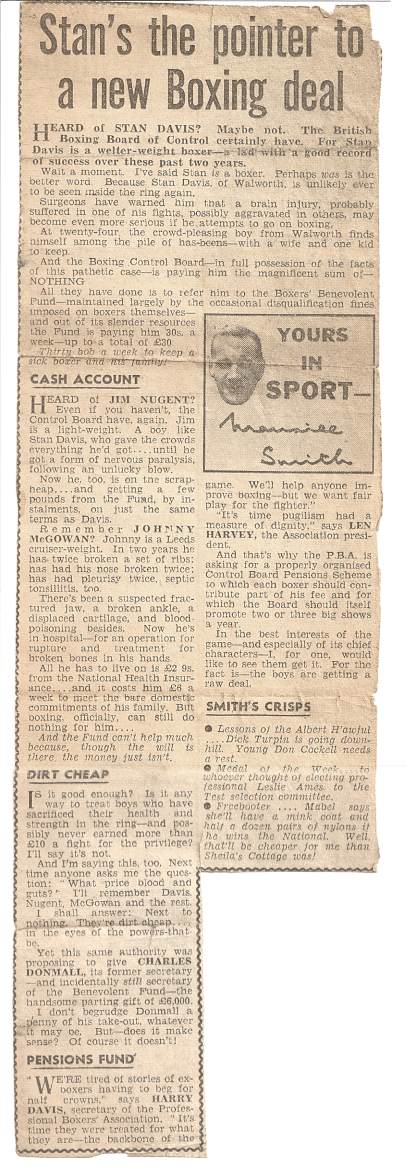 Stan's the pointer to
a new Boxing deal
HEARD of STAN DAVIS? Maybe not. The British
Boxing Board of Control certainly have. For Stan
Davis is a welter-weight boxer—a lad with a good record
of success over these past two years.
Wait a moment. I've said Stan is a boxer. Perhaps was is the
better word. Because Stan Davis, of Walworth, is unlikely ever
to be seen inside the ring again.
Surgeons have warned him that a brain injury, probably
suffered in one of his fights, possibly aggravated in others, may
become even more serious if he attempts to go on boxing.
At twenty-four, the crowd-pleasing boy from Walworth finds
himself among the pile of has-beens—with a wife and one kid
to keep.
And the Boxing Control Board—in full possession of the facts
of this pathetic case—is paying him the magnificent sum of—
NOTHING
All they have done is to refer him to the Boxers' Benevolent
Fund—maintained largely by the occasional disqualification fines
imposed on boxers themselves—
and out of its slender resources
the Fund is paying him 30s. a
week—up to a total of £30
Thirty bob a week to keep a
sick boxer and his family!
CASH ACCOUNT
HEARD of JIM NUGENT?
Even if you haven't, the
Control Board have, again. Jim
is a light-weight. A boy like
Stan Davis, who gave the crowds
everything he'd got....until he
got a form of nervous paralysis,
following an unlucky blow.
Now he, too, is on the scrap-
heap....and getting a few
pounds from the Fund, by in-
stalments, on just the same
terms as Davis.
Remember JOHNNY
McGOWAN? Johnny is a Leeds
cruiser-weight. In two years he
has twice broken a set of ribs;
has had his nose broken twice;
has had pleurisy twice, septic
tonsilitis, too.
There's been a suspected frac-
tured jaw, a broken ankle, a
displaced cartilage, and blood-
poisoning besides. Now he's
in hospital—for an operation for
rupture and treatment for
broken bones in his hands
All he has to live on is £2 9s.
from the National Health Insur-
ance....and it costs him £6 a
week to meet the bare domestic
commitments of his family. But
boxing, officially, can still do
nothing for him....
And the Fund can't help much
because, though the will is
there, the money just isn't.
DIRT CHEAP
IS it good enough? Is it any
way to treat boys who have
sacrificed their health and
strength in the ring—and pos-
sibly never earned more than
£10 a fight for the privilege?
I'll say it's not.
And I'm saying this, too. Next
time anyone asks me the ques-
tion: "What price blood and
guts?" I'll remember Davis,
Nugent, McGowan and the rest.
I shall answer: Next to
nothing. They're dirt cheap....
in the eyes of the powers-that-
be.
Yet this same authority was
proposing to give CHARLES
DONMALL, its former secretary
—and incidentally still secretary
of the Benevolent Fund—the
handsome parting gift of £6,000.
I don't begrudge Donmall a
penny of his take-out, whatever
it may be. But—does it make
sense? Of course it doesn't!
PENSIONS FUND
"WE'RE tired of stories of ex-
boxers having to beg for
half crowns," says HARRY
DAVIS, secretary of the Profes-
sional Boxers' Association. "It's
time they were treated for what
they are—the backbone of the
YOURS
IN
SPORT—
Maurice
Smith
game. We'll help anyone im-
prove boxing—but we want fair
play for the fighter."
"It's time pugilism had a
measure of dignity," says LEN
HARVEY, the Association presi-
dent.
And that's why the P.B.A. is
asking for a properly organised
Control Board Pensions Scheme
to which each boxer should con-
tribute part of his fee and for
which the Board should itself
promote two or three big shows
a year.
In the best interests of the
game—and especially of its chief
characters—I, for one, would
like to see them get it. For the
fact is—the boys are getting a
raw deal.
SMITH'S CRISPS
● Lessons of the Albert H'awful
....Dick Turpin is going down-
hill. Young Don Cockell needs
a rest.
● Medal of the Week....to
whoever thought of electing pro-
fessional Leslie Ames to the
Test selection committee.
● Freebooter.... Mabel says
she'll have a mink coat and
half a dozen pairs of nylons if
he wins the National. Well,
that'll be cheaper for me than
Sheila's Cottage was!